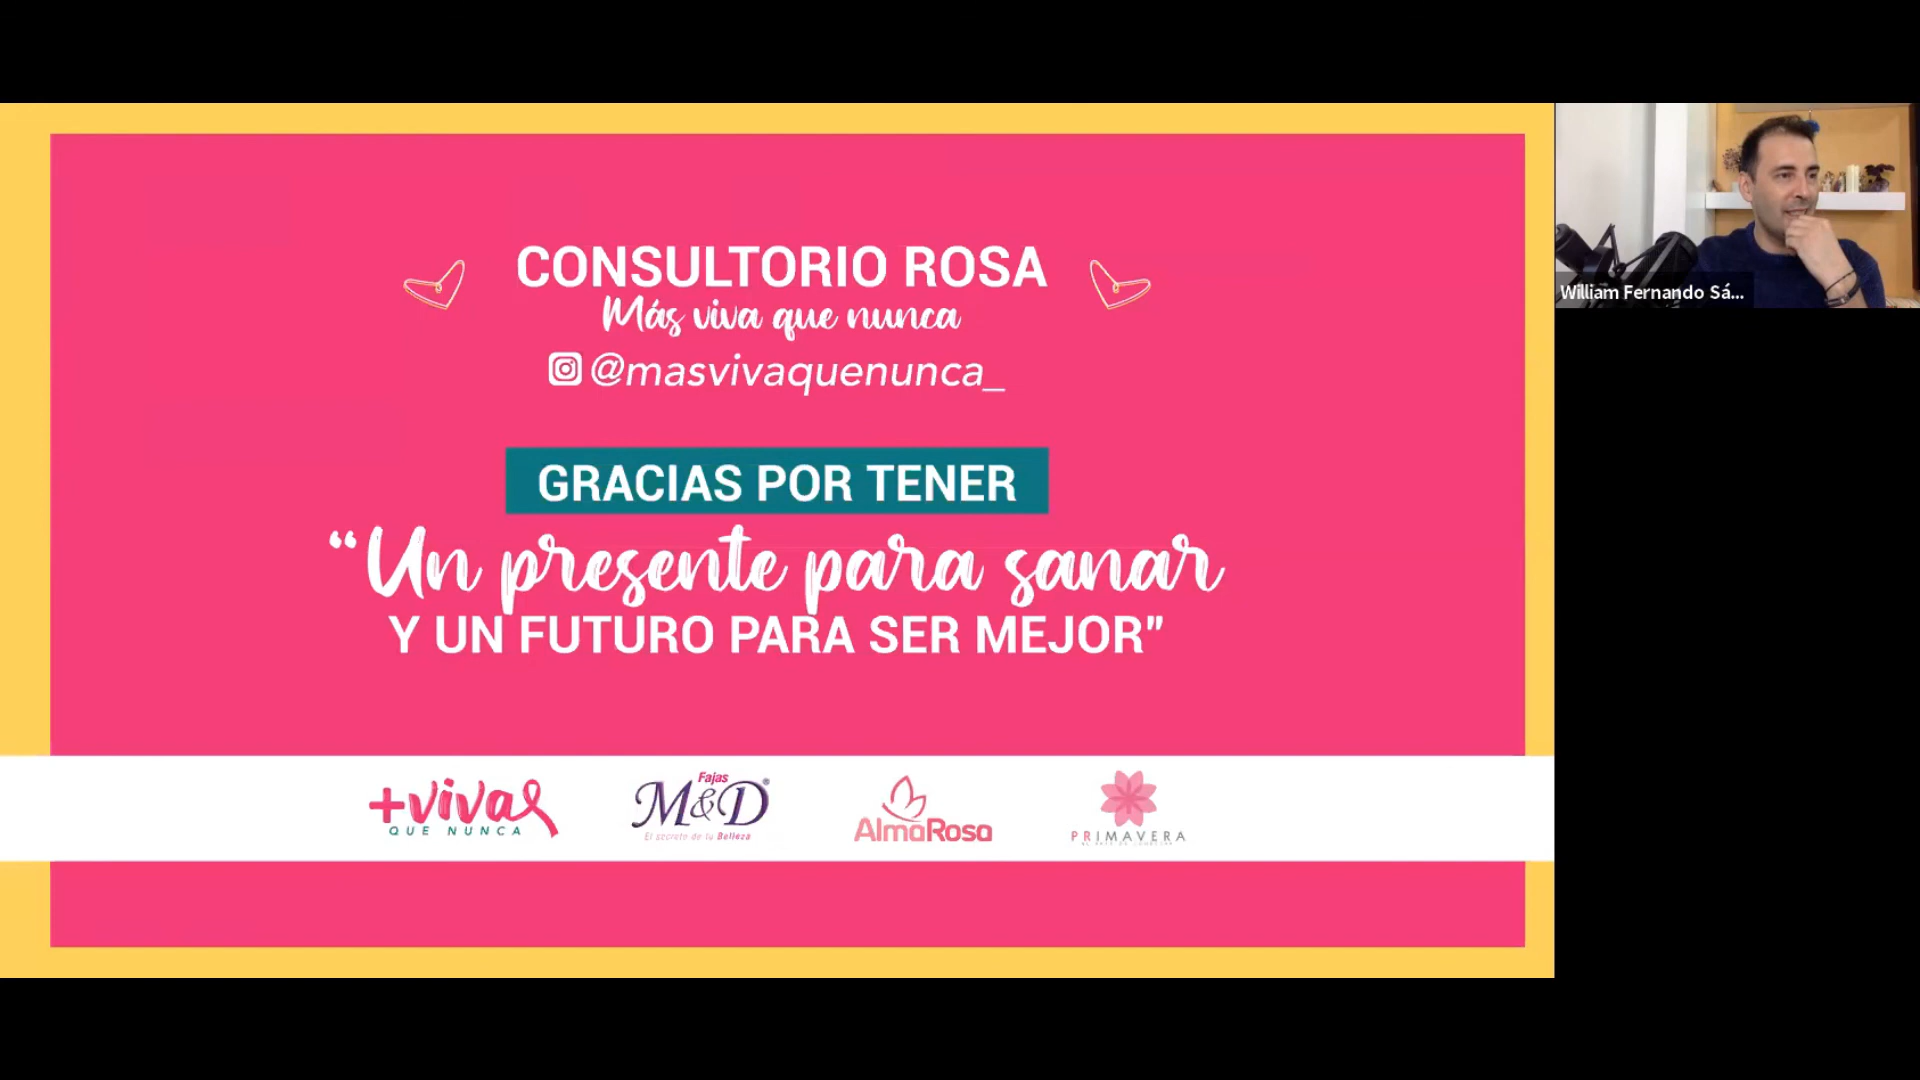 CONSULTORIO ROSA
Más viva que nunca
@masvivaquenunca_
GRACIAS POR TENER
“Un presente para sanar
Y UN FUTURO PARA SER MEJOR”
+viva
QUE NUNCA
Fajas
M&D®
El secreto de tu Belleza
AlmaRosa
PRIMAVERA
William Fernando Sá...